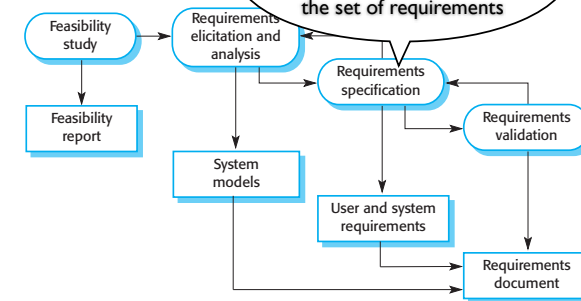 the set of requirements
Feasibility
study
Requirements
elicitation and
analysis
Requirements
specification
Feasibility
report
Requirements
validation
System
models
User and system
requirements
Requirements
document